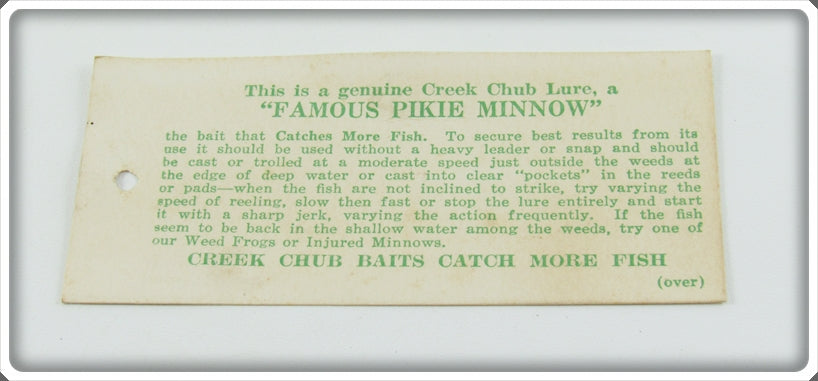 This is a genuine Creek Chub Lure, a
“FAMOUS PIKIE MINNOW”
the bait that Catches More Fish. To secure best results from its
use it should be used without a heavy leader or snap and should
be cast or trolled at a moderate speed just outside the weeds at
the edge of deep water or cast into clear “pockets” in the reeds
or pads—when the fish are not inclined to strike, try varying the
speed of reeling, slow then fast or stop the lure entirely and start
it with a sharp jerk, varying the action frequently. If the fish
seem to be back in the shallow water among the weeds, try one of
our Weed Frogs or Injured Minnows.
CREEK CHUB BAITS CATCH MORE FISH
(over)